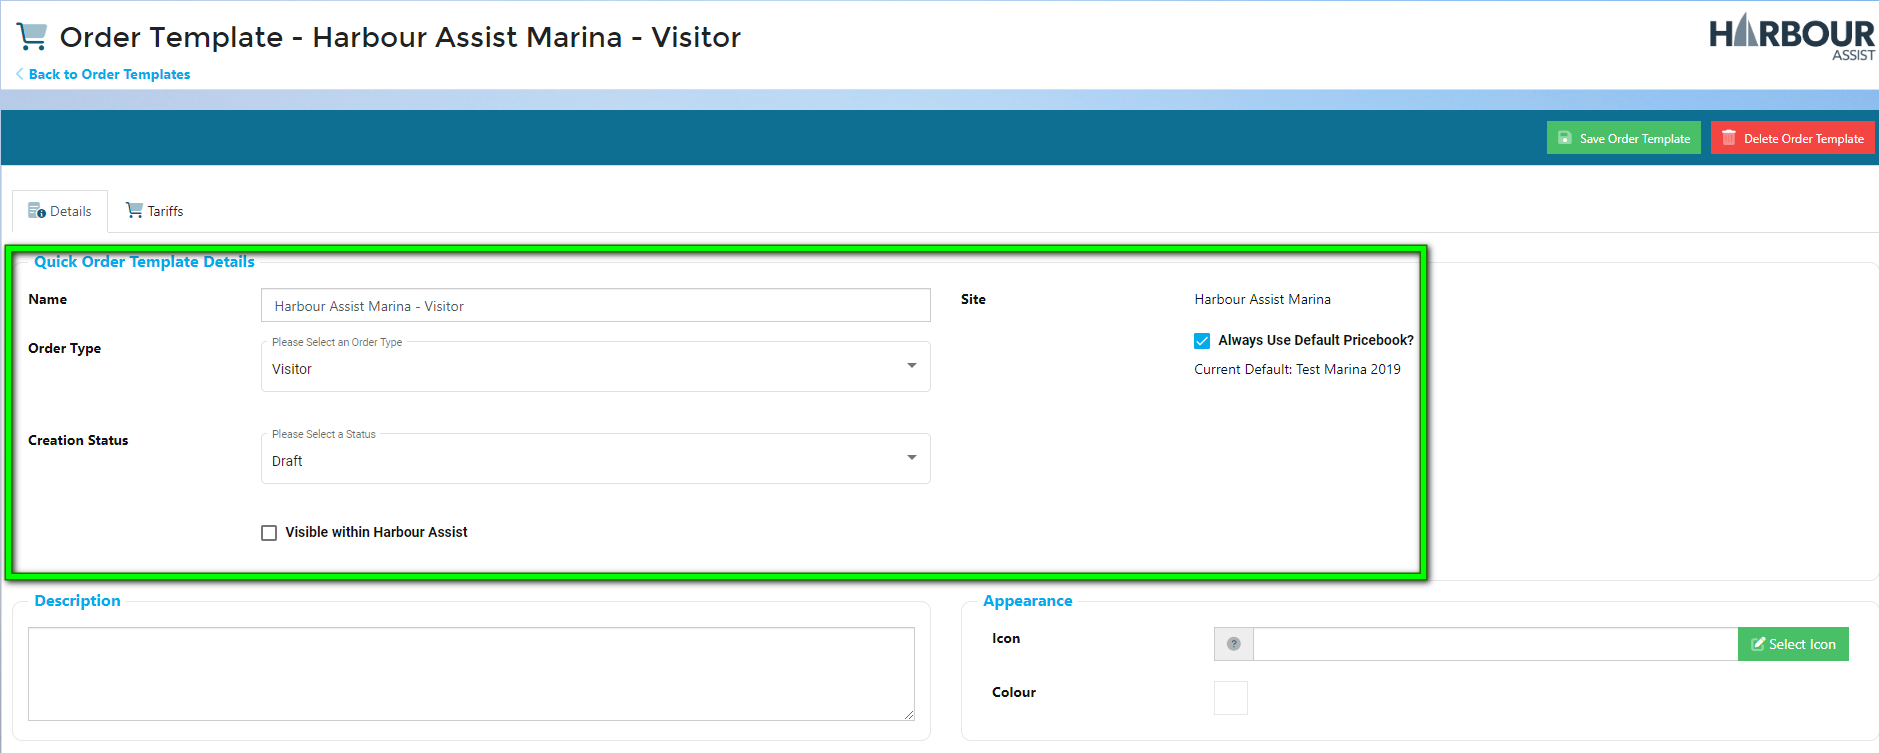 Order Template - Harbour Assist Marina - Visitor
HARBOUR
ASSIST
Back to Order Templates
Save Order Template
Delete Order Template
Details
Tariffs
Quick Order Template Details
Name
Harbour Assist Marina - Visitor
Site
Harbour Assist Marina
Order Type
Please Select an Order Type
Visitor
Always Use Default Pricebook?
Current Default: Test Marina 2019
Creation Status
Please Select a Status
Draft
Visible within Harbour Assist
Description
Appearance
Icon
?
Select Icon
Colour